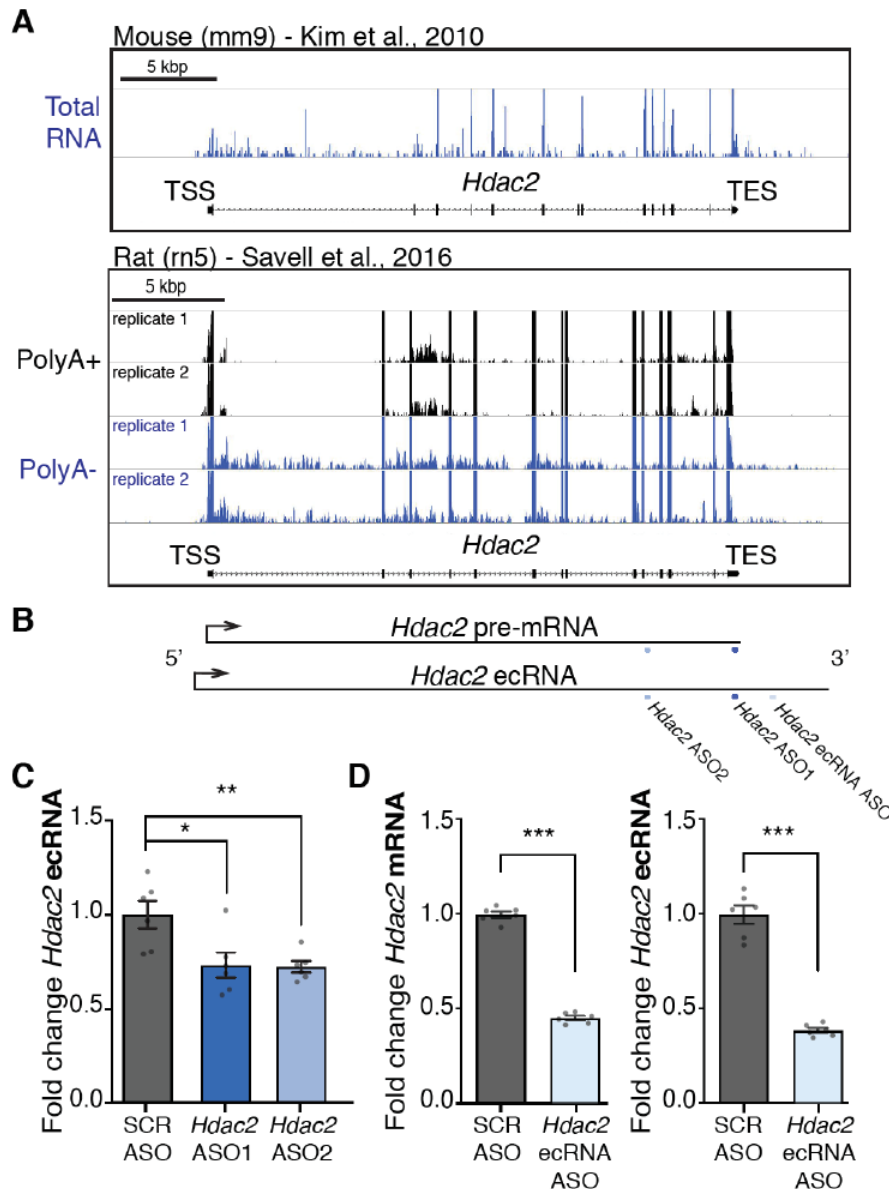 A
Mouse (mm9) - Kim et al., 2010
5 kbp
Total
RNA
Hdac2
TSS
TES
Rat (rn5) - Savell et al., 2016
5 kbp
replicate 1
PolyA+
replicate 2
replicate 1
PolyA-
replicate 2
Hdac2
TSS
TES
B
Hdac2 pre-mRNA
5’
3’
Hdac2 ecRNA
Hdac2 ASO2
Hdac2 ASO1
Hdac2 ecRNA ASO
C
Fold change Hdac2 ecRNA
1.5
1.0
0.5
0.0
**
*
SCR
ASO
Hdac2
ASO1
Hdac2
ASO2
D
Fold change Hdac2 mRNA
1.5
1.0
0.5
0.0
***
SCR
ASO
Hdac2
ecRNA
ASO
Fold change Hdac2 ecRNA
1.5
1.0
0.5
0.0
***
SCR
ASO
Hdac2
ecRNA
ASO